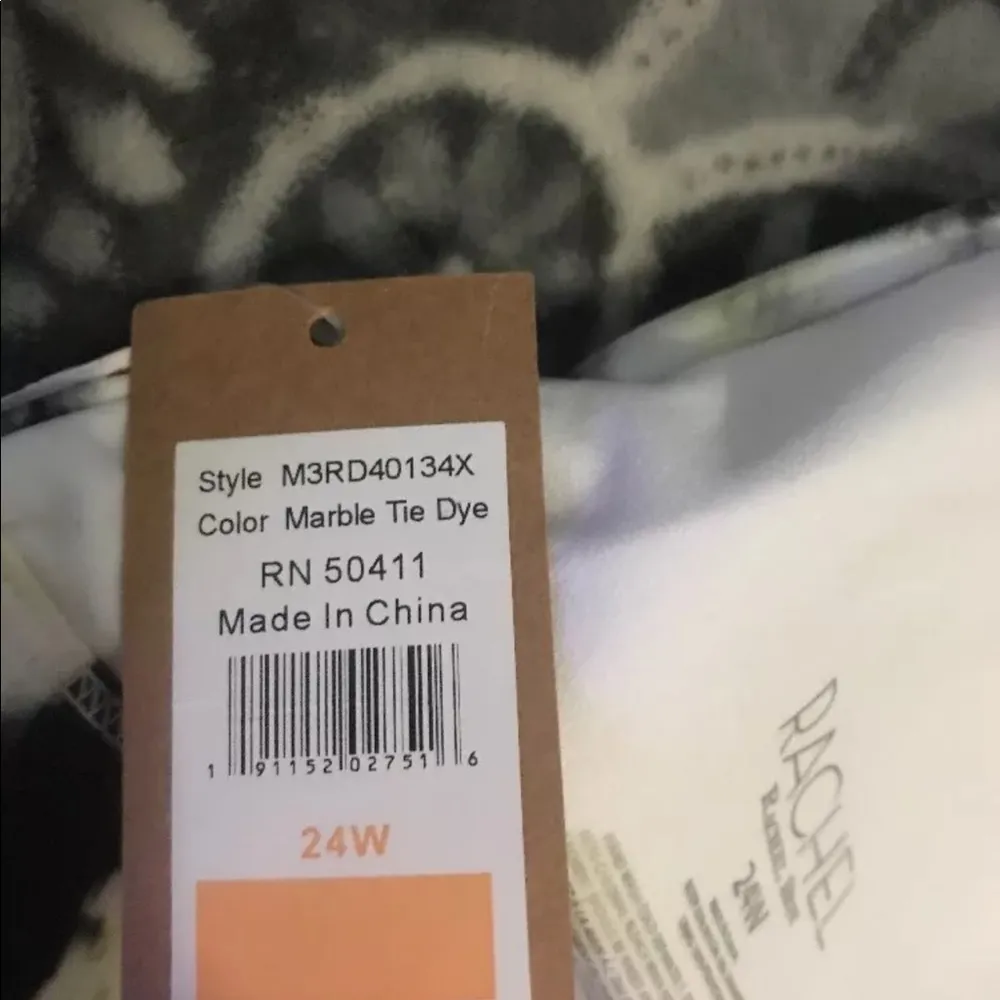 Style M3RD40134X
Color Marble Tie Dye
RN 50411
Made In China
1 91152 02751 6
24W
RACHEL
24W